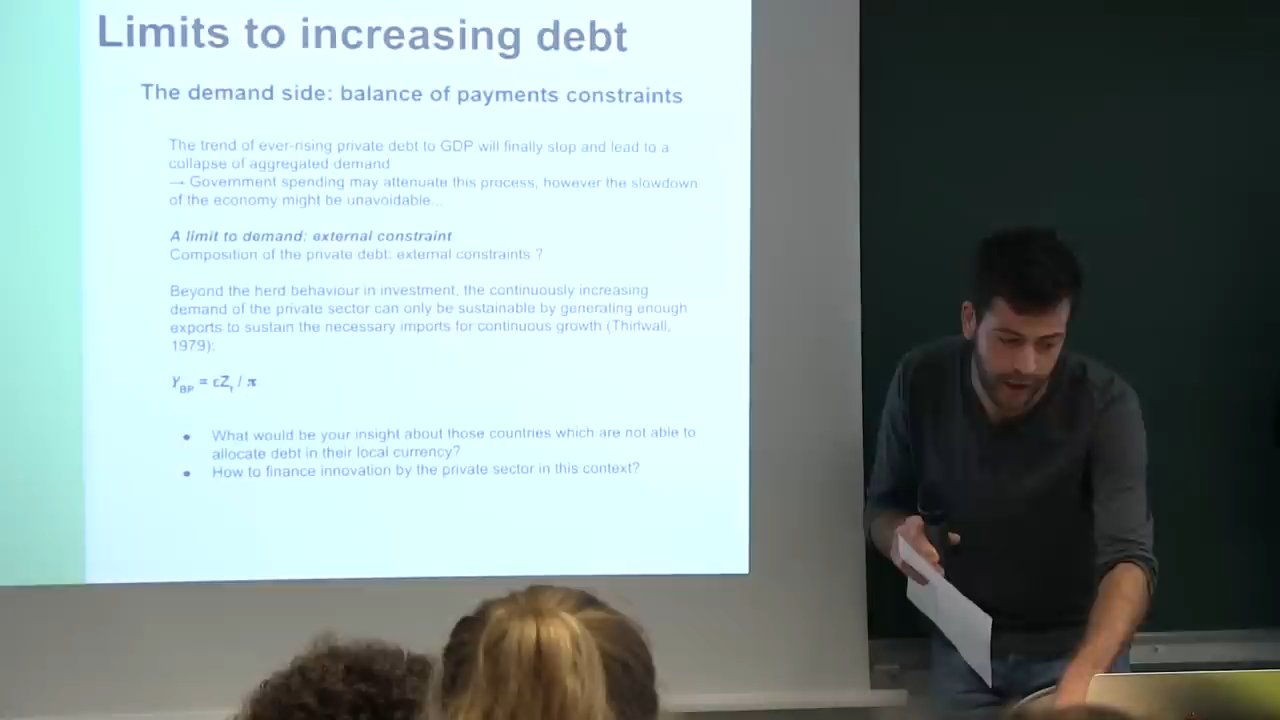 Limits to increasing debt
The demand side: balance of payments constraints
The trend of ever-rising private debt to GDP will finally stop and lead to a
collapse of aggregated demand
→ Government spending may attenuate this process, however the slowdown
of the economy might be unavoidable...
A limit to demand: external constraint
Composition of the private debt: external constraints ?
Beyond the herd behaviour in investment, the continuously increasing
demand of the private sector can only be sustainable by generating enough
exports to sustain the necessary imports for continuous growth (Thirlwall,
1979):
Y_BP = εZ_t / π
• What would be your insight about those countries which are not able to
allocate debt in their local currency?
• How to finance innovation by the private sector in this context?